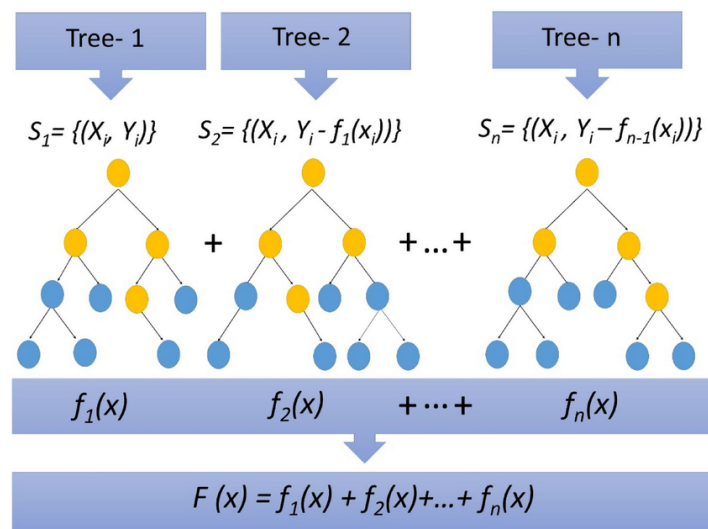 Tree- 1 Tree- 2 Tree- n
S₁= {(Xᵢ, Yᵢ)} S₂= {(Xᵢ , Yᵢ - f₁(xᵢ))} Sₙ= {(Xᵢ, Yᵢ – fₙ₋₁(xᵢ))}
+ +...+
f₁(x) f₂(x) +...+ fₙ(x)
F (x) = f₁(x) + f₂(x)+...+ fₙ(x)